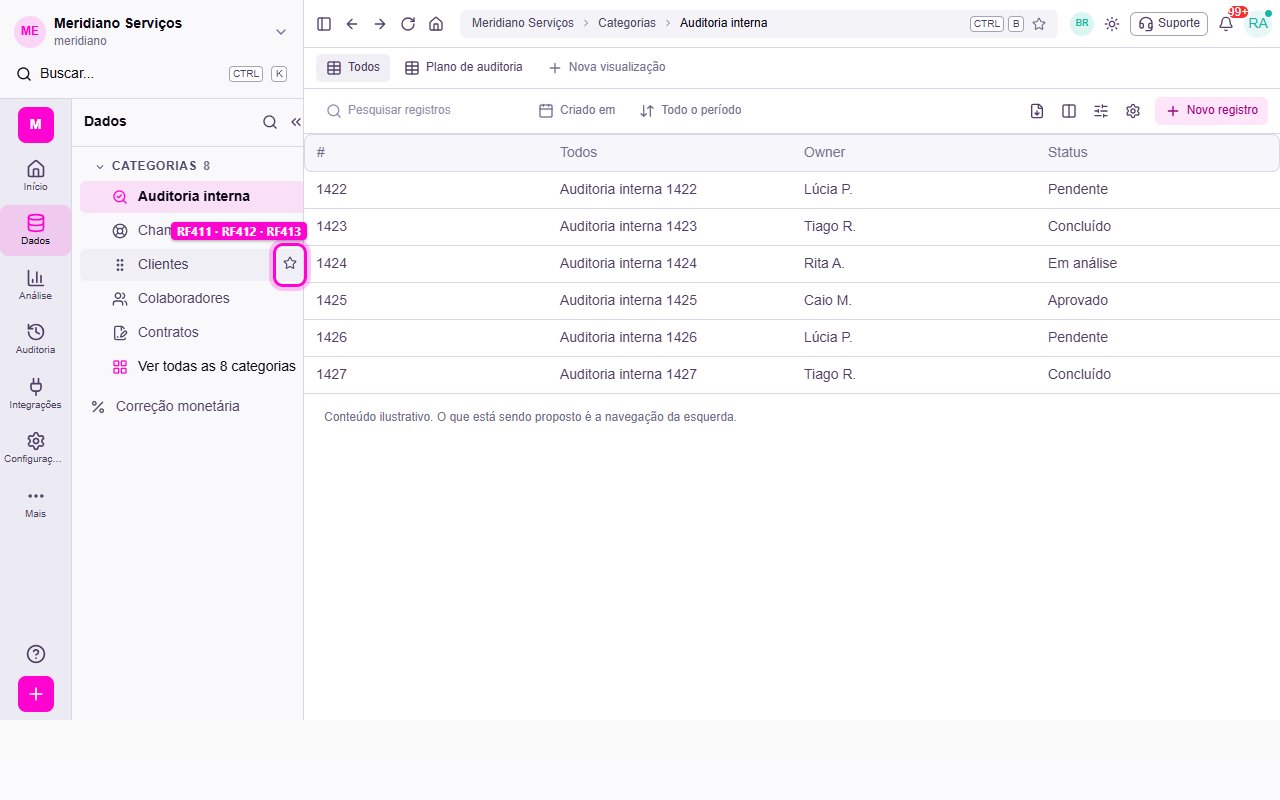 ME
Meridiano Serviços
meridiano
Buscar...
CTRL K
Meridiano Serviços
Categorias
Auditoria interna
CTRL B
BR
Suporte
99+
RA
M
Início
Dados
Análise
Auditoria
Integrações
Configuraç...
Mais
Dados
CATEGORIAS 8
Auditoria interna
RF411 · RF412 · RF413
Clientes
Colaboradores
Contratos
Ver todas as 8 categorias
Correção monetária
Todos
Plano de auditoria
Nova visualização
Pesquisar registros
Criado em
Todo o período
Novo registro
# Todos Owner Status
1422 Auditoria interna 1422 Lúcia P. Pendente
1423 Auditoria interna 1423 Tiago R. Concluído
1424 Auditoria interna 1424 Rita A. Em análise
1425 Auditoria interna 1425 Caio M. Aprovado
1426 Auditoria interna 1426 Lúcia P. Pendente
1427 Auditoria interna 1427 Tiago R. Concluído
Conteúdo ilustrativo. O que está sendo proposto é a navegação da esquerda.